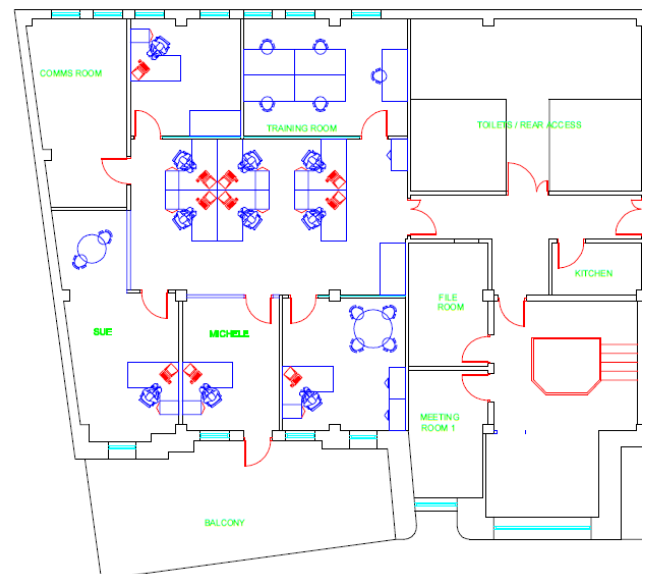 COMMS ROOM
TRAINING ROOM
TOILETS / REAR ACCESS
KITCHEN
FILE
ROOM
SUE
MICHELE
MEETING
ROOM 1
BALCONY